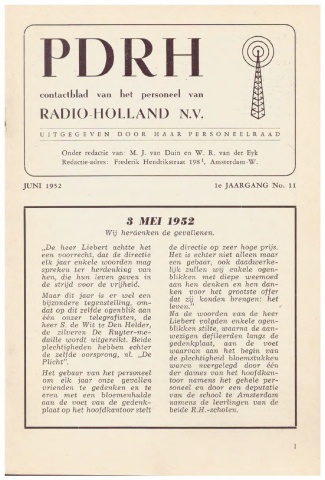 PDRH
contactblad van het personeel van
RADIO-HOLLAND N.V.
UITGEGEVEN DOOR HAAR PERSONEELRAAD
Onder redactie van: M. J. van Duin en W. R. van der Eyk
Redactie-adres: Frederik Hendrikstraat 198¹, Amsterdam-W.
JUNI 1952
1e JAARGANG No. 11
3 MEI 1952
Wij herdenken de gevallenen.
„De heer Liebert achtte het
een voorrecht, dat de directie
elk jaar enkele woorden mag
spreken ter herdenking van
hen, die hun leven gaven in
de strijd voor de vrijheid.
Maar dit jaar is er wel een
bijzondere tegenstelling, om-
dat op dit zelfde ogenblik aan
één onzer telegrafisten, de
heer S. de Wit te Den Helder,
de zilveren De Ruyter-me-
daille wordt uitgereikt. Beide
plechtigheden hebben echter
de zelfde oorsprong, nl. „De
Plicht”.
Het gebaar van het personeel
om elk jaar onze gevallen
vrienden te gedenken en te
eren met een bloemenhulde
aan de voet van de gedenk-
plaat op het hoofdkantoor stelt
de directie op zeer hoge prijs.
Het is echter niet alleen maar
een gebaar, ook daadwerke-
lijk zullen wij enkele ogen-
blikken met diepe weemoed
aan hen denken en hen dan-
ken voor het grootste offer
dat zij konden brengen: het
leven.”
Na de woorden van de heer
Liebert volgden enkele ogen-
blikken stilte, waarna de aan-
wezigen defileerden langs de
gedenkplaat, aan de voet
waarvan aan het begin van
de plechtigheid bloemstukken
waren neergelegd door één
der dames van het hoofdkan-
toor namens het gehele per-
soneel en door een deputatie
van de school te Amsterdam
namens de leerlingen van de
beide R.H.-scholen.
1